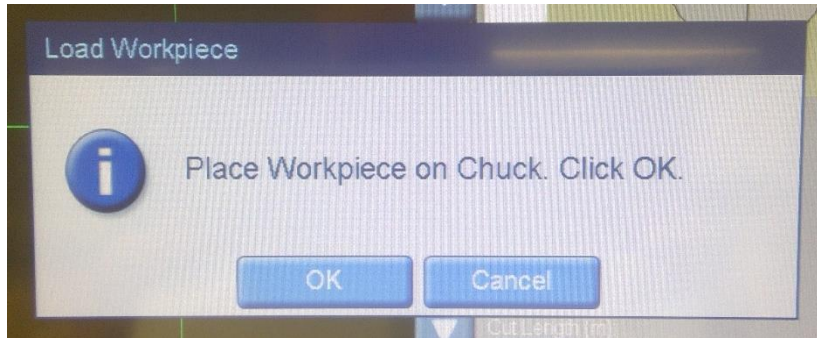 Load Workpiece
i
Place Workpiece on Chuck. Click OK.
OK
Cancel
Cut Length (m)